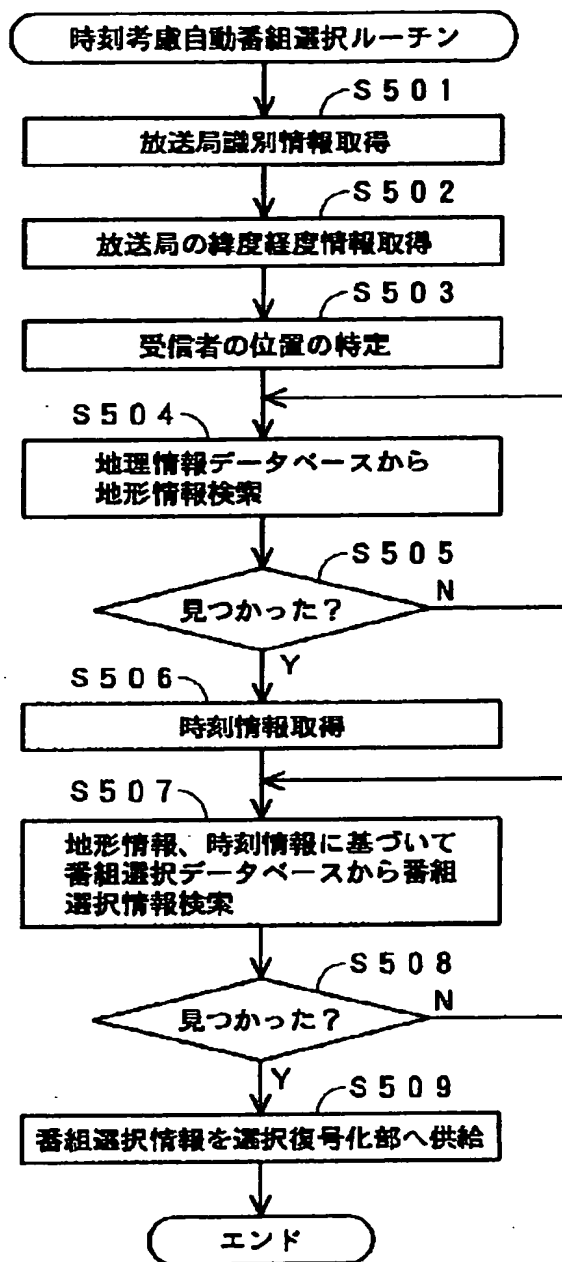 時刻考慮自動番組選択ルーチン
S501
放送局識別情報取得
S502
放送局の緯度経度情報取得
S503
受信者の位置の特定
S504
地理情報データベースから
地形情報検索
S505
見つかった？
N
Y
S506
時刻情報取得
S507
地形情報、時刻情報に基づいて
番組選択データベースから番組
選択情報検索
S508
見つかった？
N
Y
S509
番組選択情報を選択復号化部へ供給
エンド